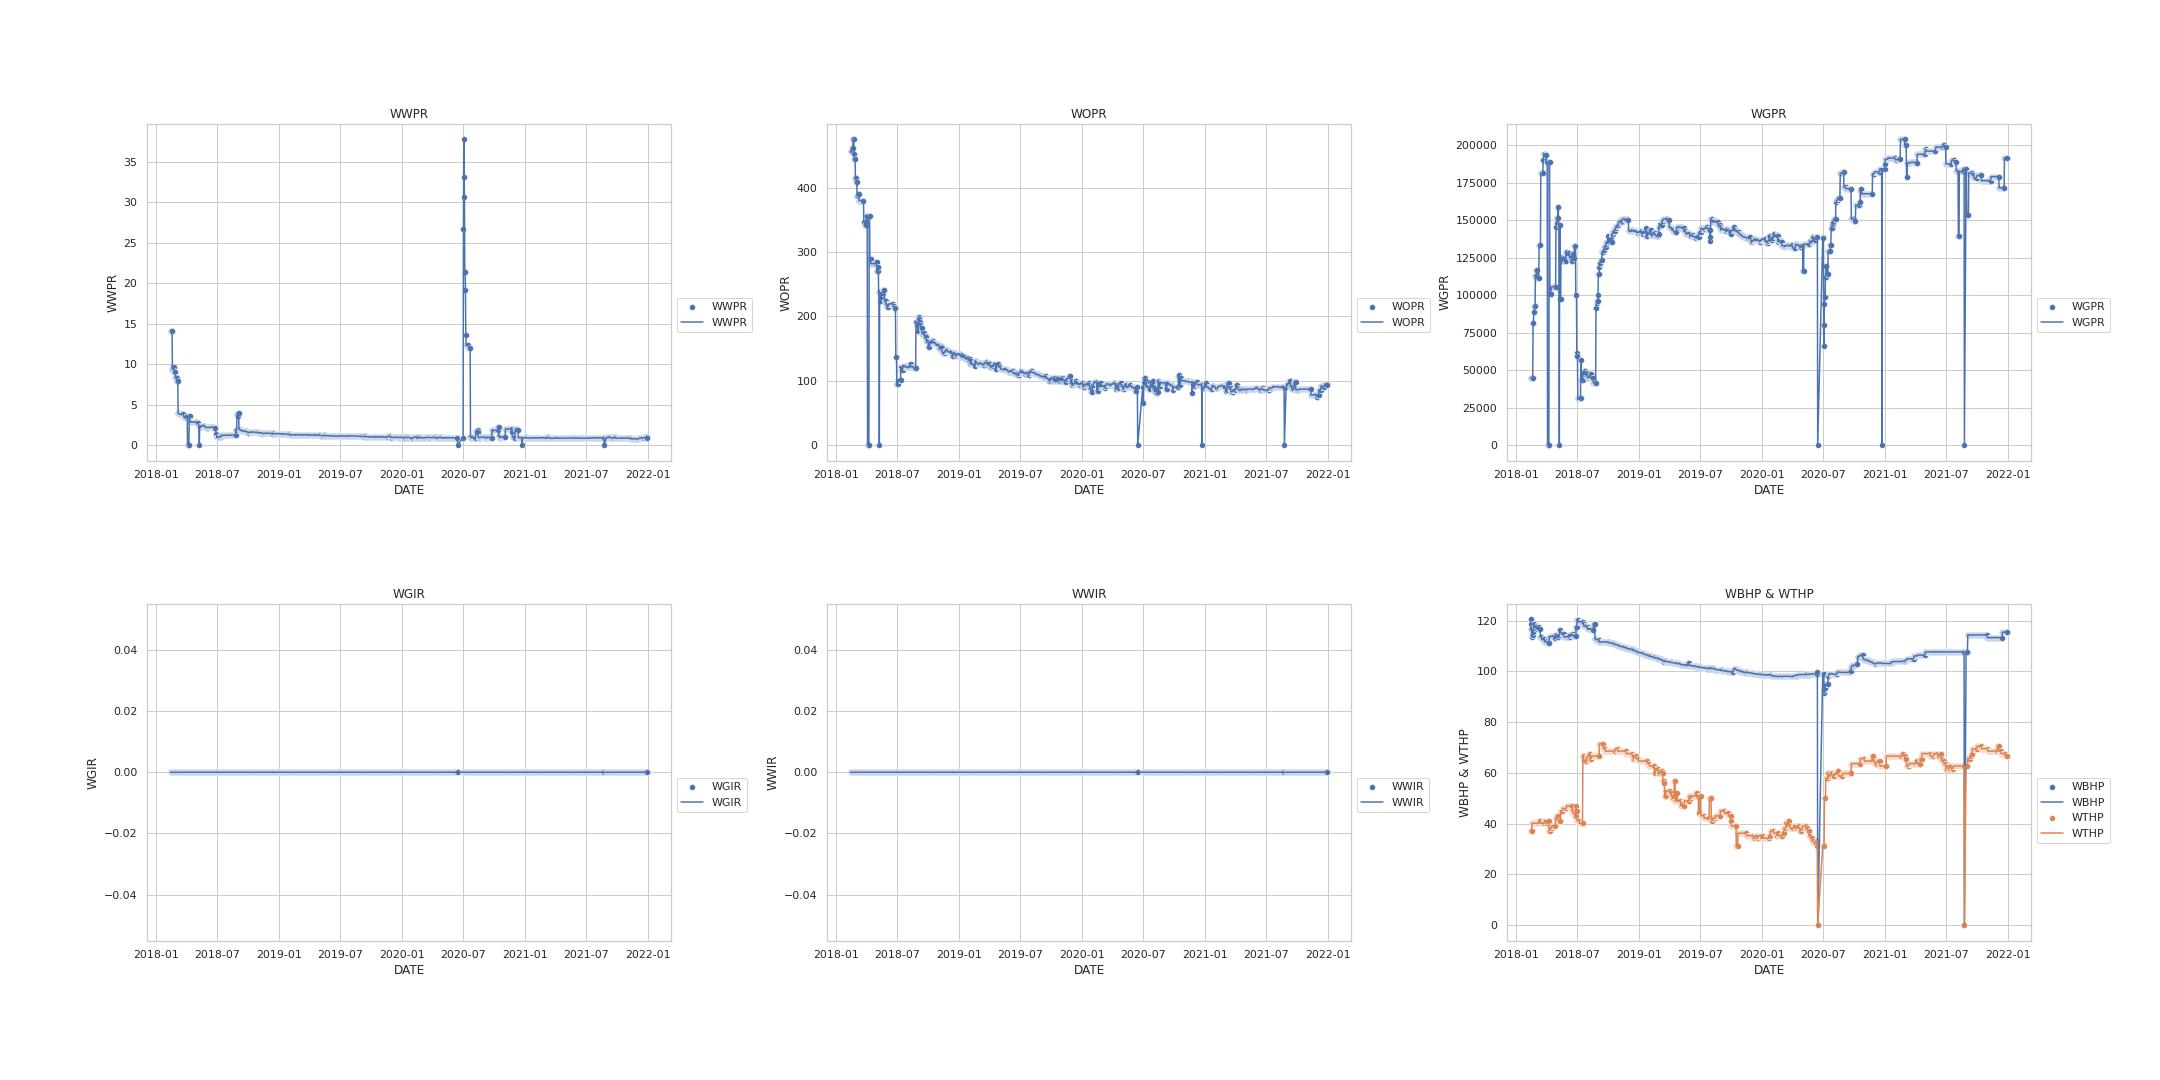 WWPR
WWPR
35
30
25
20
15
10
5
0
2018-01 2018-07 2019-01 2019-07 2020-01 2020-07 2021-01 2021-07 2022-01
DATE
WWPR
WWPR
WOPR
WOPR
400
300
200
100
0
2018-01 2018-07 2019-01 2019-07 2020-01 2020-07 2021-01 2021-07 2022-01
DATE
WOPR
WOPR
WGPR
WGPR
200000
175000
150000
125000
100000
75000
50000
25000
0
2018-01 2018-07 2019-01 2019-07 2020-01 2020-07 2021-01 2021-07 2022-01
DATE
WGPR
WGPR
WGIR
WGIR
0.04
0.02
0.00
−0.02
−0.04
2018-01 2018-07 2019-01 2019-07 2020-01 2020-07 2021-01 2021-07 2022-01
DATE
WGIR
WGIR
WWIR
WWIR
0.04
0.02
0.00
−0.02
−0.04
2018-01 2018-07 2019-01 2019-07 2020-01 2020-07 2021-01 2021-07 2022-01
DATE
WWIR
WWIR
WBHP & WTHP
WBHP & WTHP
120
100
80
60
40
20
0
2018-01 2018-07 2019-01 2019-07 2020-01 2020-07 2021-01 2021-07 2022-01
DATE
WBHP
WBHP
WTHP
WTHP